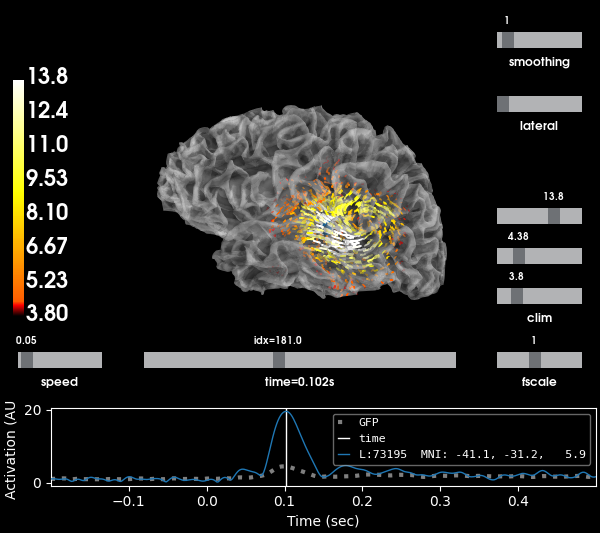 1
smoothing
lateral
13.8
12.4
11.0
9.53
8.10
6.67
5.23
3.80
13.8
4.38
3.8
clim
0.05
speed
idx=181.0
time=0.102s
1
fscale
Activation (AU
20
0
GFP
time
L:73195 MNI: -41.1, -31.2, 5.9
−0.1 0.0 0.1 0.2 0.3 0.4
Time (sec)